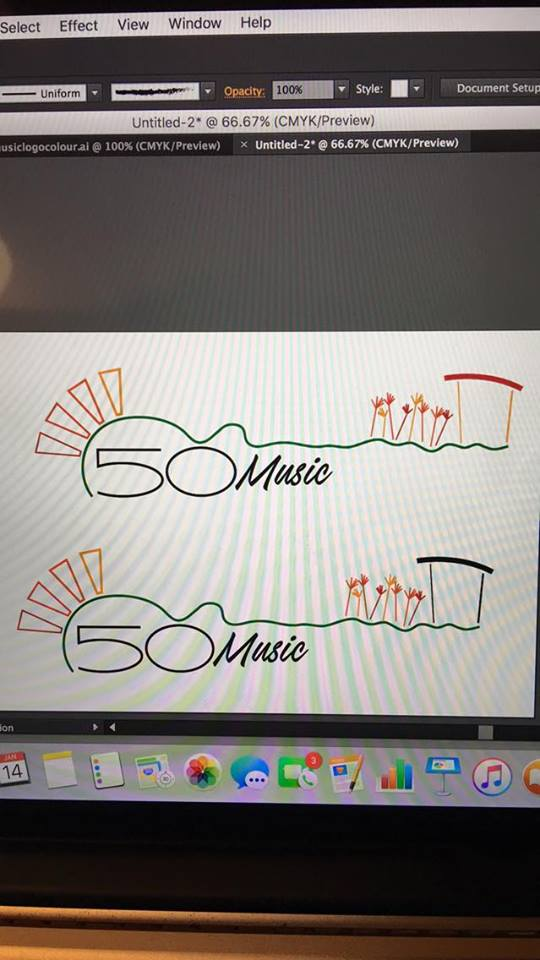 Select Effect View Window Help
Uniform Opacity: 100% Style: Document Setup
Untitled-2* @ 66.67% (CMYK/Preview)
usiclogocolour.ai @ 100% (CMYK/Preview) × Untitled-2* @ 66.67% (CMYK/Preview)
50 Music
50 Music
ion
JAN
14
3